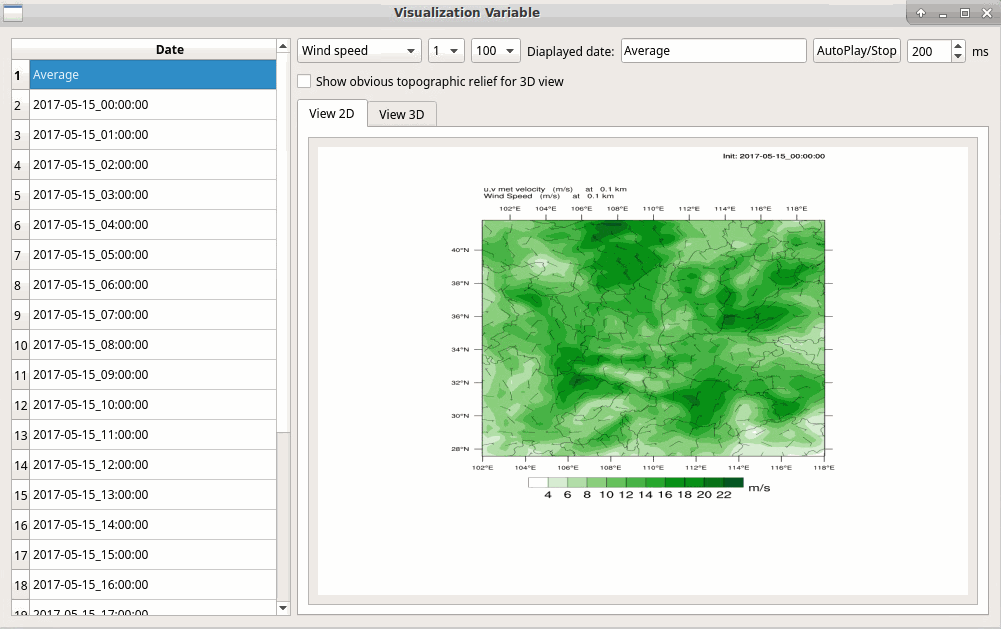 Visualization Variable
Date
1 Average
2 2017-05-15_00:00:00
3 2017-05-15_01:00:00
4 2017-05-15_02:00:00
5 2017-05-15_03:00:00
6 2017-05-15_04:00:00
7 2017-05-15_05:00:00
8 2017-05-15_06:00:00
9 2017-05-15_07:00:00
10 2017-05-15_08:00:00
11 2017-05-15_09:00:00
12 2017-05-15_10:00:00
13 2017-05-15_11:00:00
14 2017-05-15_12:00:00
15 2017-05-15_13:00:00
16 2017-05-15_14:00:00
17 2017-05-15_15:00:00
18 2017-05-15_16:00:00
19 2017-05-15_17:00:00
Wind speed 1 100 Diaplayed date: Average AutoPlay/Stop 200 ms
Show obvious topographic relief for 3D view
View 2D View 3D
Init: 2017-05-15_00:00:00
u,v met velocity (m/s) at 0.1 km
Wind Speed (m/s) at 0.1 km
102°E 104°E 106°E 108°E 110°E 112°E 114°E 116°E 118°E
40°N
38°N
36°N
34°N
32°N
30°N
28°N
102°E 104°E 106°E 108°E 110°E 112°E 114°E 116°E 118°E
4 6 8 10 12 14 16 18 20 22 m/s